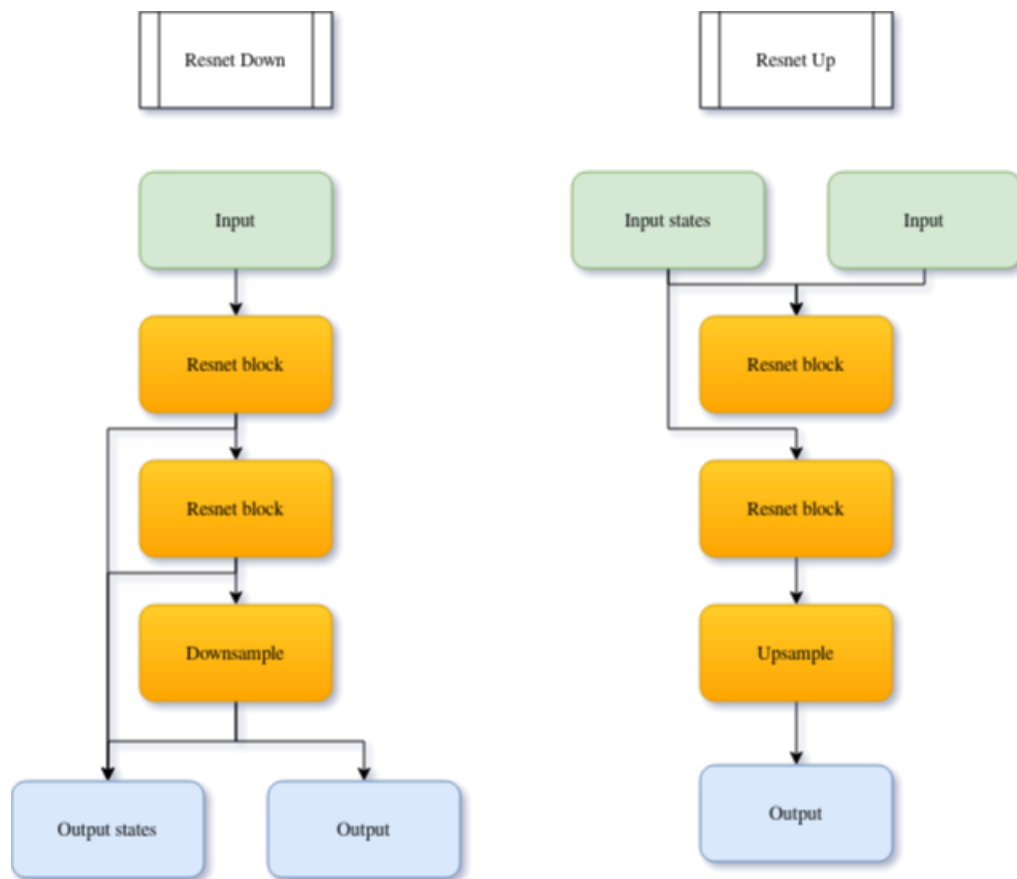 Resnet Down
Resnet Up
Input
Input states
Input
Resnet block
Resnet block
Resnet block
Resnet block
Downsample
Upsample
Output states
Output
Output